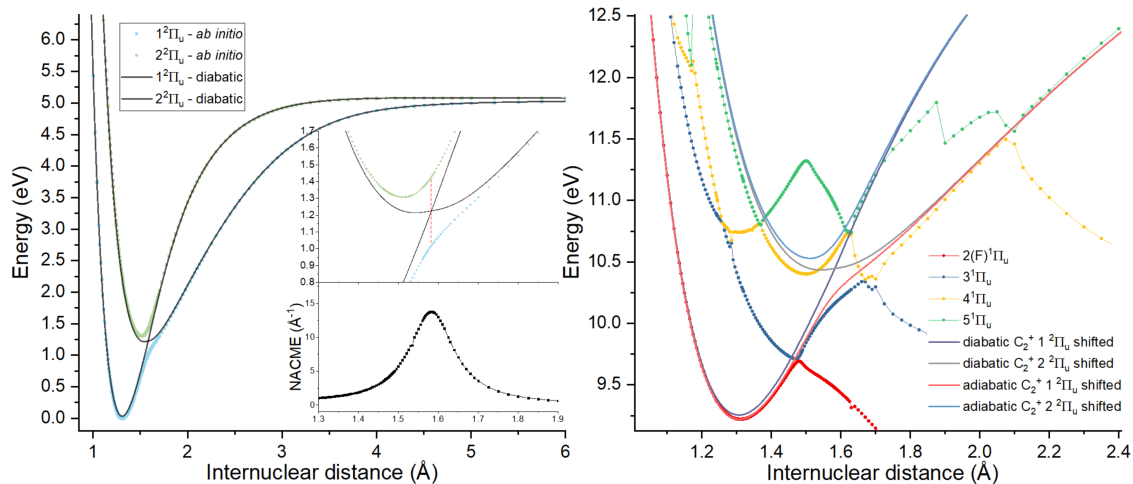 6.0
5.5
5.0
4.5
4.0
3.5
3.0
2.5
2.0
1.5
1.0
0.5
0.0
Energy (eV)
1²Πᵤ - ab initio
2²Πᵤ - ab initio
1²Πᵤ - diabatic
2²Πᵤ - diabatic
1.7
1.6
1.5
1.4
1.3
1.2
1.1
1.0
0.9
0.8
15
10
5
0
NACME (Å⁻¹)
1.3 1.4 1.5 1.6 1.7 1.8 1.9
1 2 3 4 5 6
Internuclear distance (Å)
12.5
12.0
11.5
11.0
10.5
10.0
9.5
Energy (eV)
2(F)¹Πᵤ
3¹Πᵤ
4¹Πᵤ
5¹Πᵤ
diabatic C₂⁺ 1 ²Πᵤ shifted
diabatic C₂⁺ 2 ²Πᵤ shifted
adiabatic C₂⁺ 1 ²Πᵤ shifted
adiabatic C₂⁺ 2 ²Πᵤ shifted
1.2 1.4 1.6 1.8 2.0 2.2 2.4
Internuclear distance (Å)